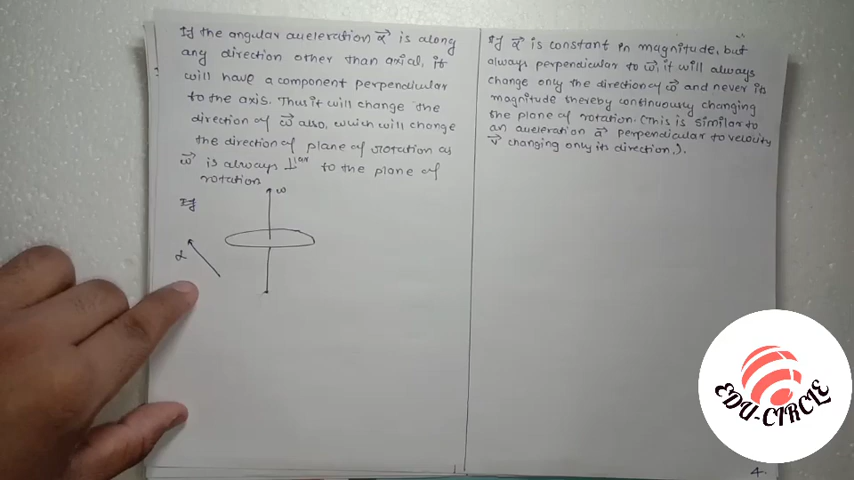 If the angular acceleration α⃗ is along
any direction other than axial, it
will have a component perpendicular
to the axis. Thus it will change the
direction of ω⃗ also, which will change
the direction of plane of rotation as
ω⃗ is always ⊥lar to the plane of
rotation
If
ω
α
If α⃗ is constant in magnitude, but
always perpendicular to ω⃗, it will always
change only the direction of ω⃗ and never its
magnitude thereby continuously changing
the plane of rotation. (This is similar to
an acceleration a⃗ perpendicular to velocity
v⃗ changing only its direction.).
EDU-CIRCLE
4.